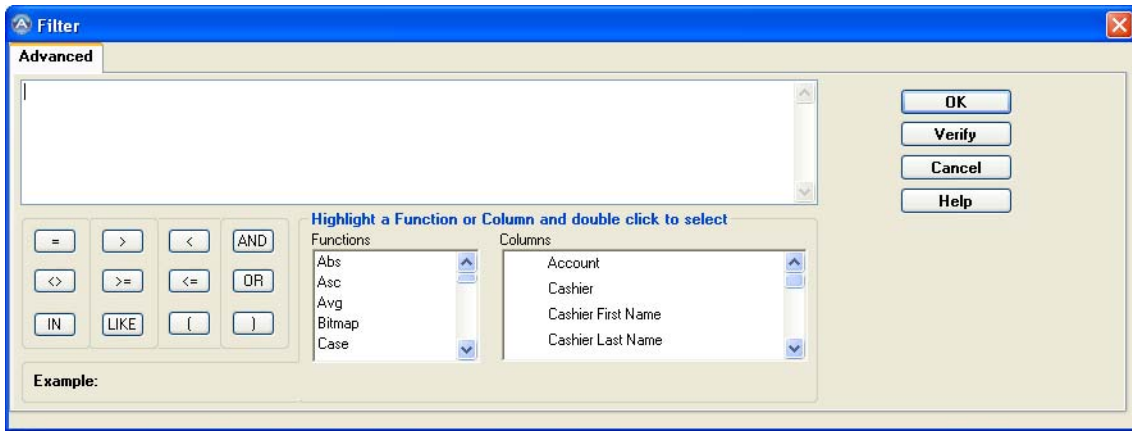 Filter
Advanced
OK
Verify
Cancel
Help
Highlight a Function or Column and double click to select
= > < AND
<> >= <= OR
IN LIKE ( )
Functions
Abs
Asc
Avg
Bitmap
Case
Columns
Account
Cashier
Cashier First Name
Cashier Last Name
Example: